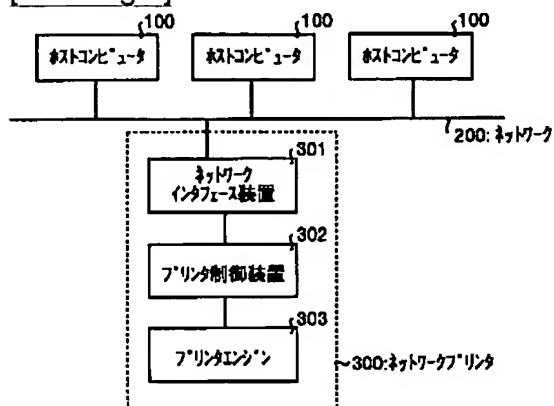 100 100 100
ホストコンピュータ ホストコンピュータ ホストコンピュータ
200:ネットワーク
301
ネットワーク
インタフェース装置
302
プリンタ制御装置
303
プリンタエンジン
300:ネットワークプリンタ